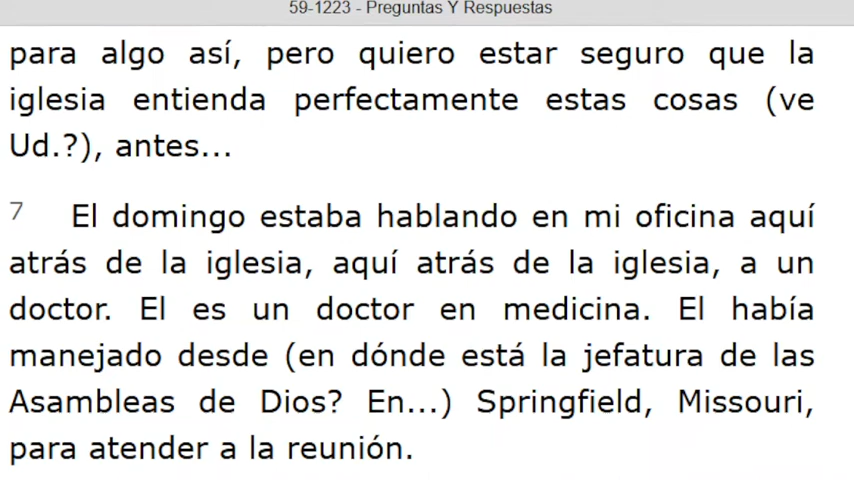 59-1223 - Preguntas Y Respuestas
para algo así, pero quiero estar seguro que la
iglesia entienda perfectamente estas cosas (ve
Ud.?), antes...
7 El domingo estaba hablando en mi oficina aquí
atrás de la iglesia, aquí atrás de la iglesia, a un
doctor. El es un doctor en medicina. El había
manejado desde (en dónde está la jefatura de las
Asambleas de Dios? En...) Springfield, Missouri,
para atender a la reunión.